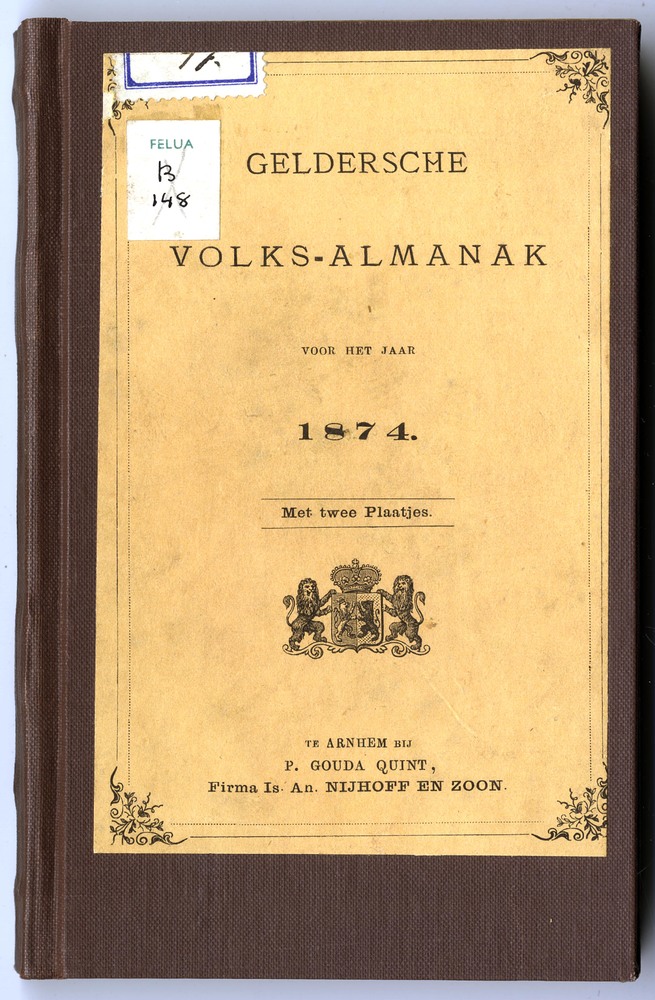 FELUA
B
148
GELDERSCHE
VOLKS-ALMANAK
VOOR HET JAAR
1874.
Met twee Plaatjes.
TE ARNHEM BIJ
P. GOUDA QUINT,
Firma Is. An. NIJHOFF EN ZOON.